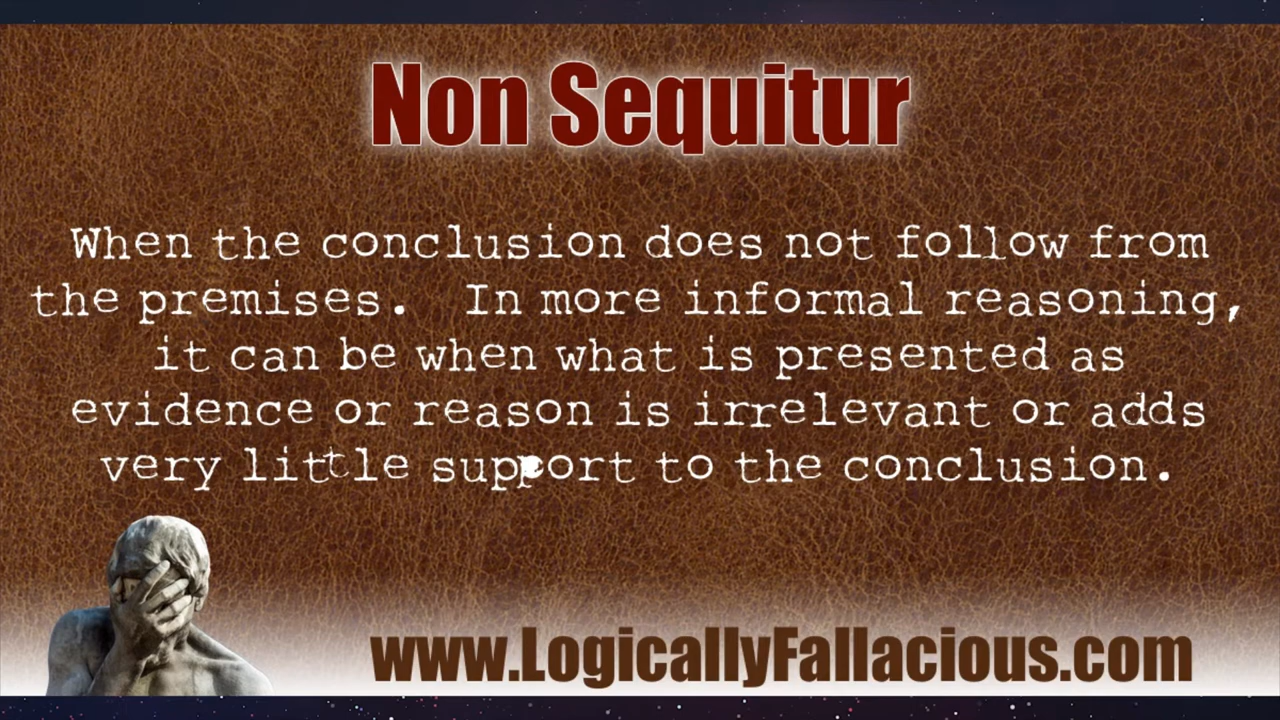 Non Sequitur
When the conclusion does not follow from
the premises.  In more informal reasoning,
it can be when what is presented as
evidence or reason is irrelevant or adds
very little support to the conclusion.
www.LogicallyFallacious.com